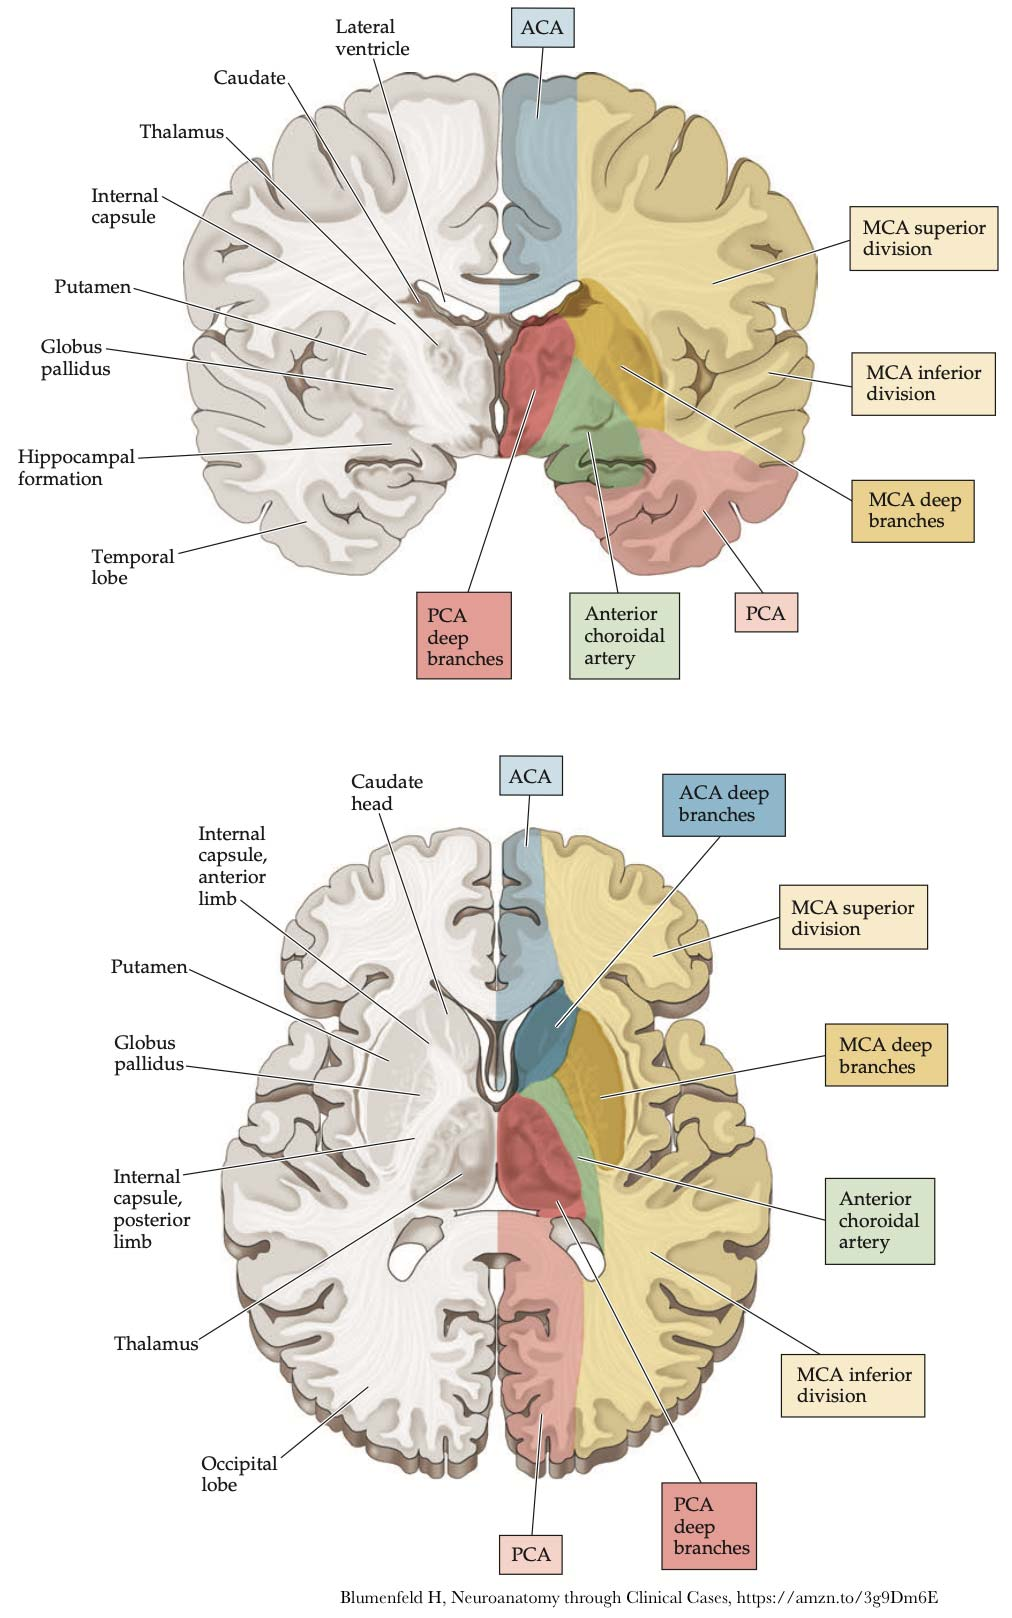 Lateral
ventricle
ACA
Caudate
Thalamus
Internal
capsule
MCA superior
division
Putamen
Globus
pallidus
MCA inferior
division
Hippocampal
formation
MCA deep
branches
Temporal
lobe
PCA
deep
branches
Anterior
choroidal
artery
PCA
Caudate
head
ACA
ACA deep
branches
Internal
capsule,
anterior
limb
MCA superior
division
Putamen
Globus
pallidus
MCA deep
branches
Internal
capsule,
posterior
limb
Anterior
choroidal
artery
Thalamus
MCA inferior
division
Occipital
lobe
PCA
deep
branches
PCA
Blumenfeld H, Neuroanatomy through Clinical Cases, https://amzn.to/3g9Dm6E